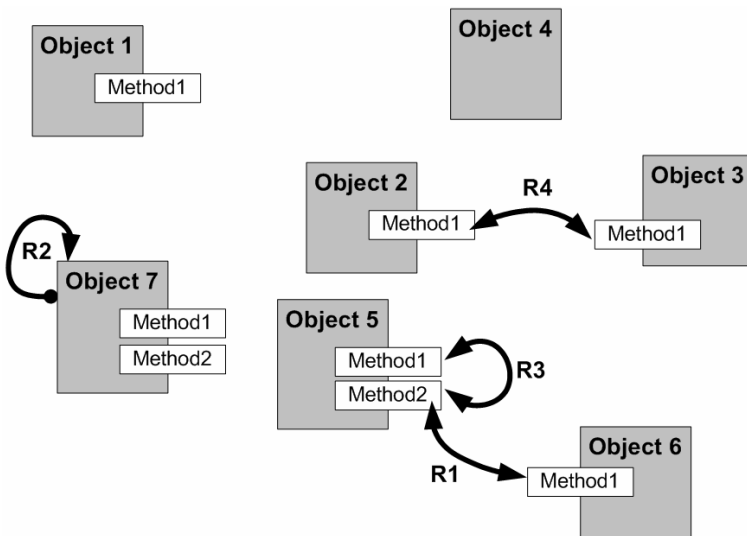 Object 1
Method1
Object 4
Object 2
Method1
R4
Object 3
Method1
R2
Object 7
Method1
Method2
Object 5
Method1
Method2
R3
R1
Object 6
Method1